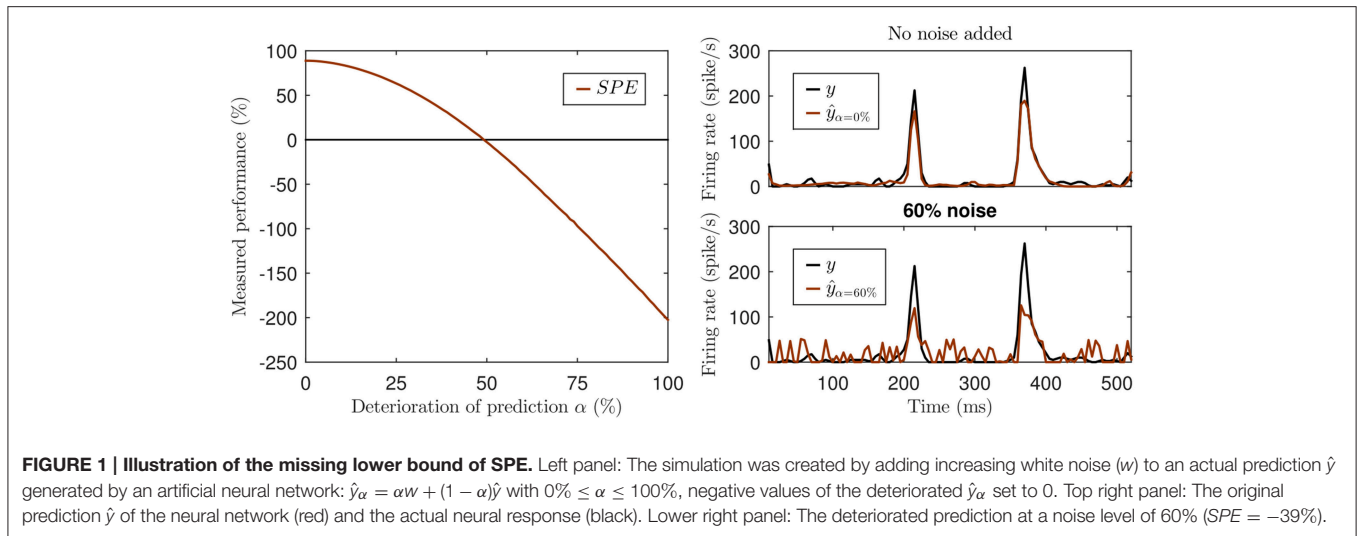 100
50
0
-50
-100
-150
-200
-250
Measured performance (%)
SPE
0 25 50 75 100
Deterioration of prediction α (%)
No noise added
300
200
100
0
Firing rate (spike/s)
y
ŷα=0%
60% noise
300
200
100
0
Firing rate (spike/s)
y
ŷα=60%
100 200 300 400 500
Time (ms)
FIGURE 1 | Illustration of the missing lower bound of SPE. Left panel: The simulation was created by adding increasing white noise (w) to an actual prediction ŷ
generated by an artificial neural network: ŷα = αw + (1 − α)ŷ with 0% ≤ α ≤ 100%, negative values of the deteriorated ŷα set to 0. Top right panel: The original
prediction ŷ of the neural network (red) and the actual neural response (black). Lower right panel: The deteriorated prediction at a noise level of 60% (SPE = −39%).